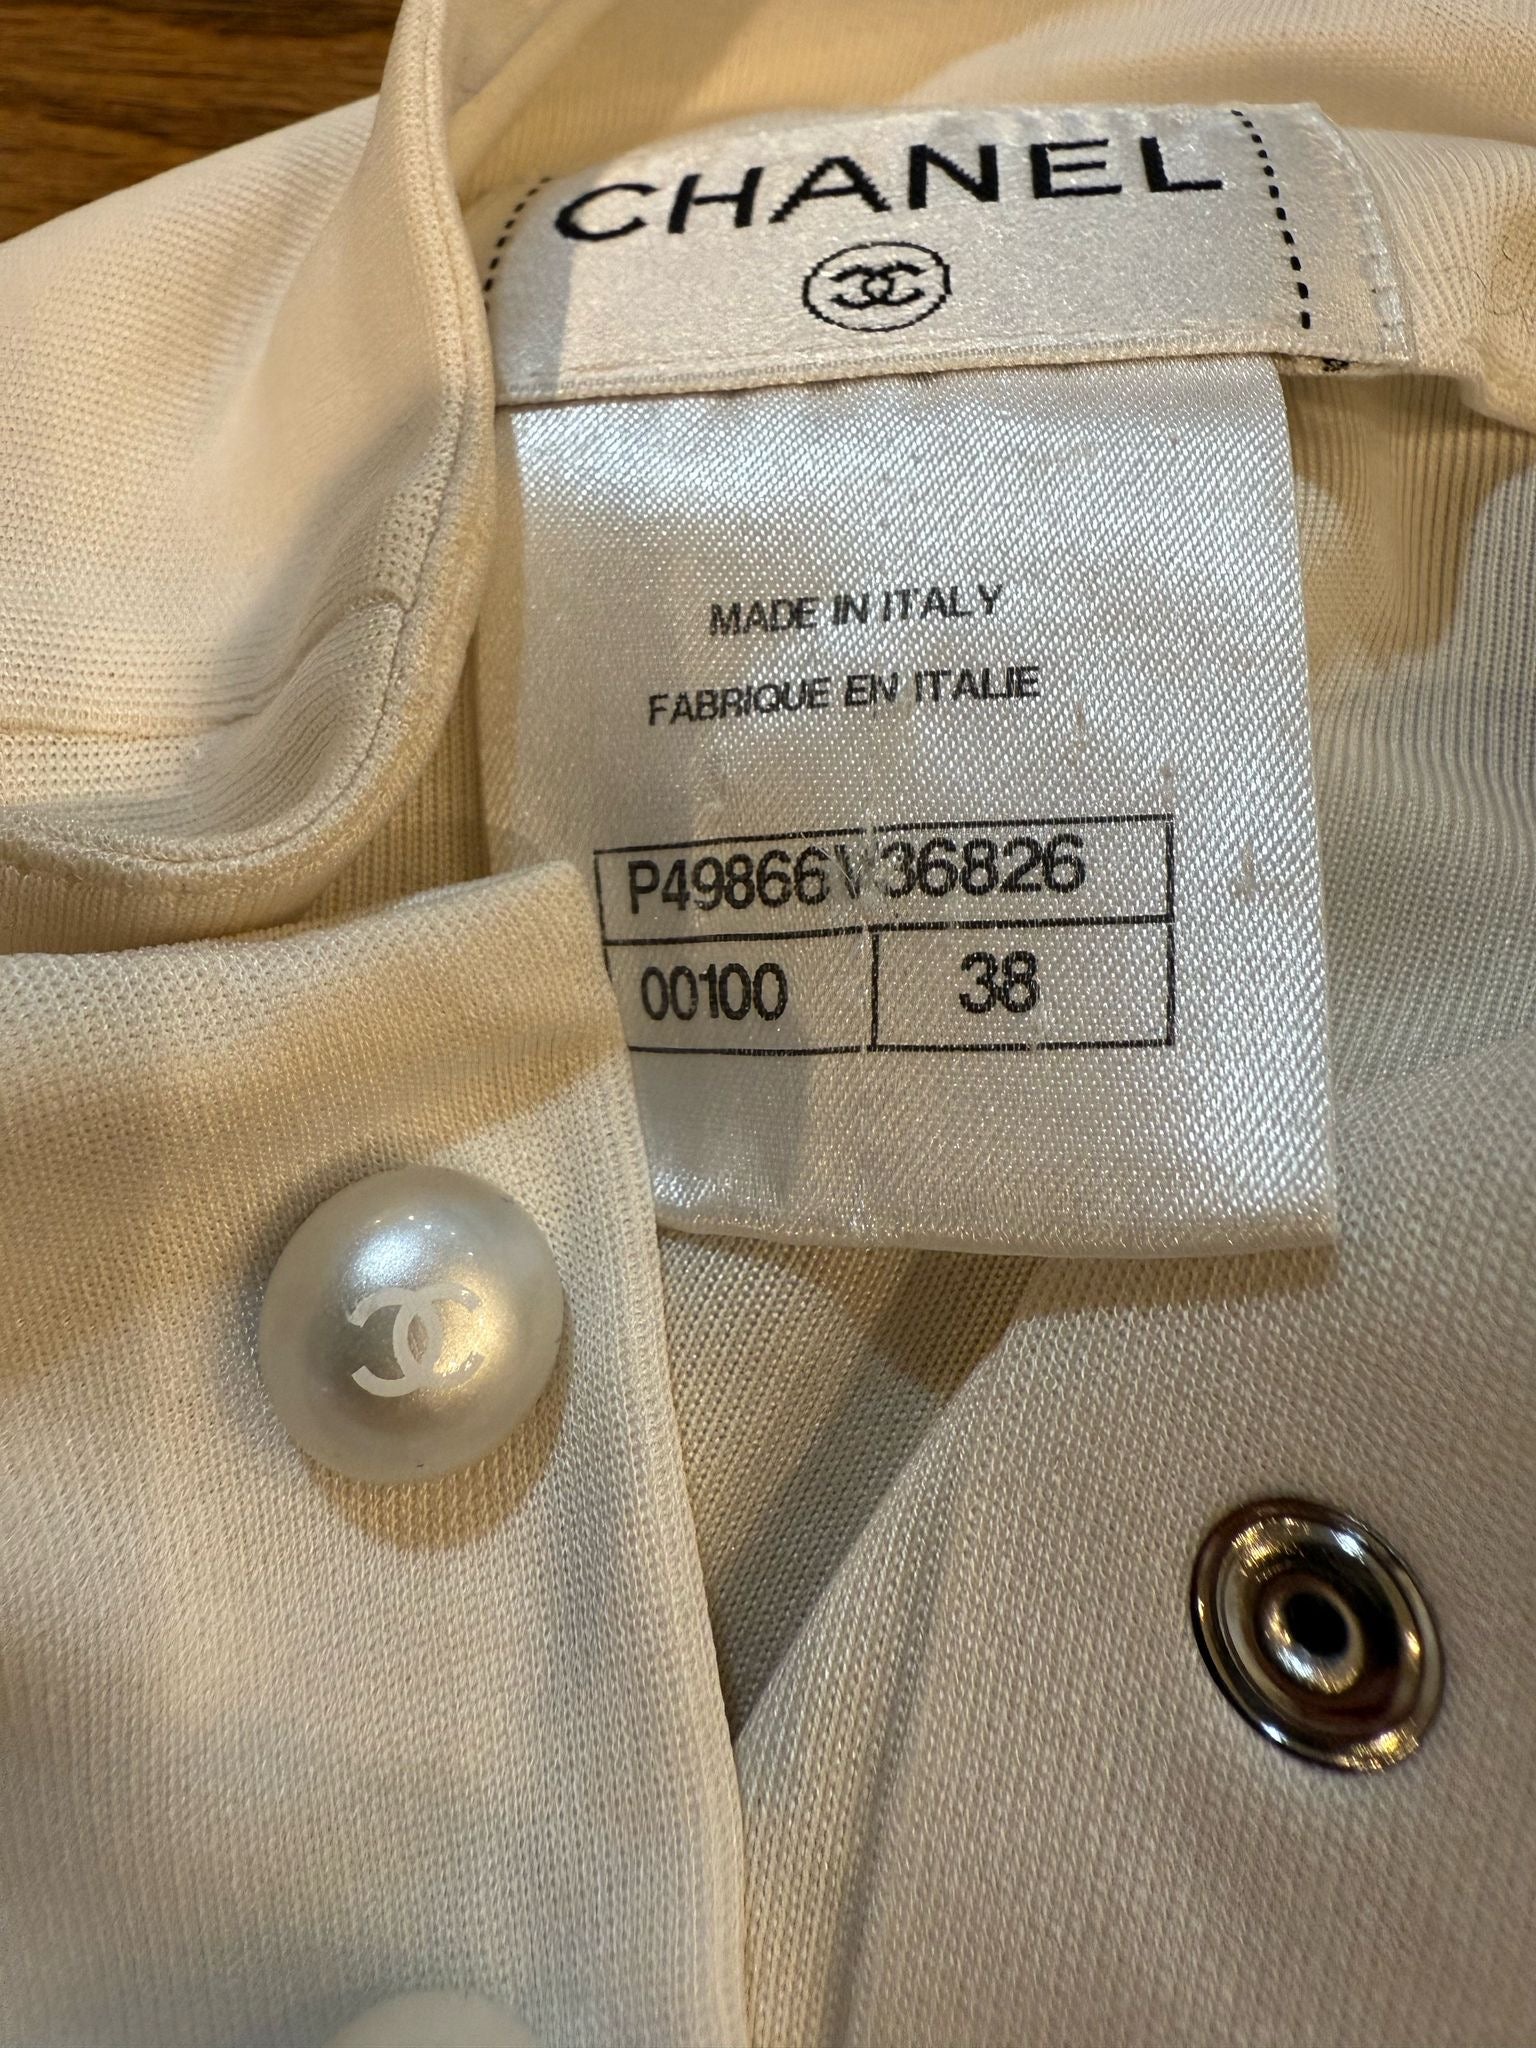 CHANEL
MADE IN ITALY
FABRIQUE EN ITALIE
P49866V36826
00100 38